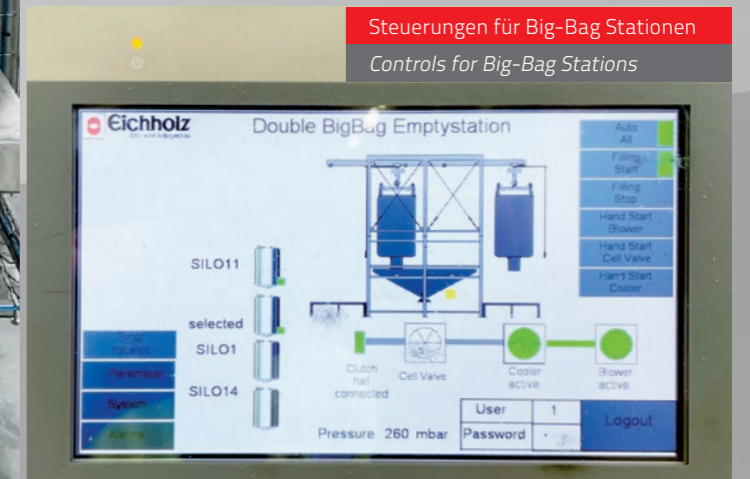 Steuerungen für Big-Bag Stationen
Controls for Big-Bag Stations
Eichholz
Double BigBag Emptystation
Auto
All
Filling
Start
Filling
Stop
Hand Start
Blower
Hand Start
Cell Valve
Hand Start
Cooler
SILO11
selected
SILO1
SILO14
receipt
Parameter
System
Alarms
Clutch
hall
connected
Cell Valve
Cooler
active
Blower
active
Pressure 260 mbar
User 1
Password
Logout